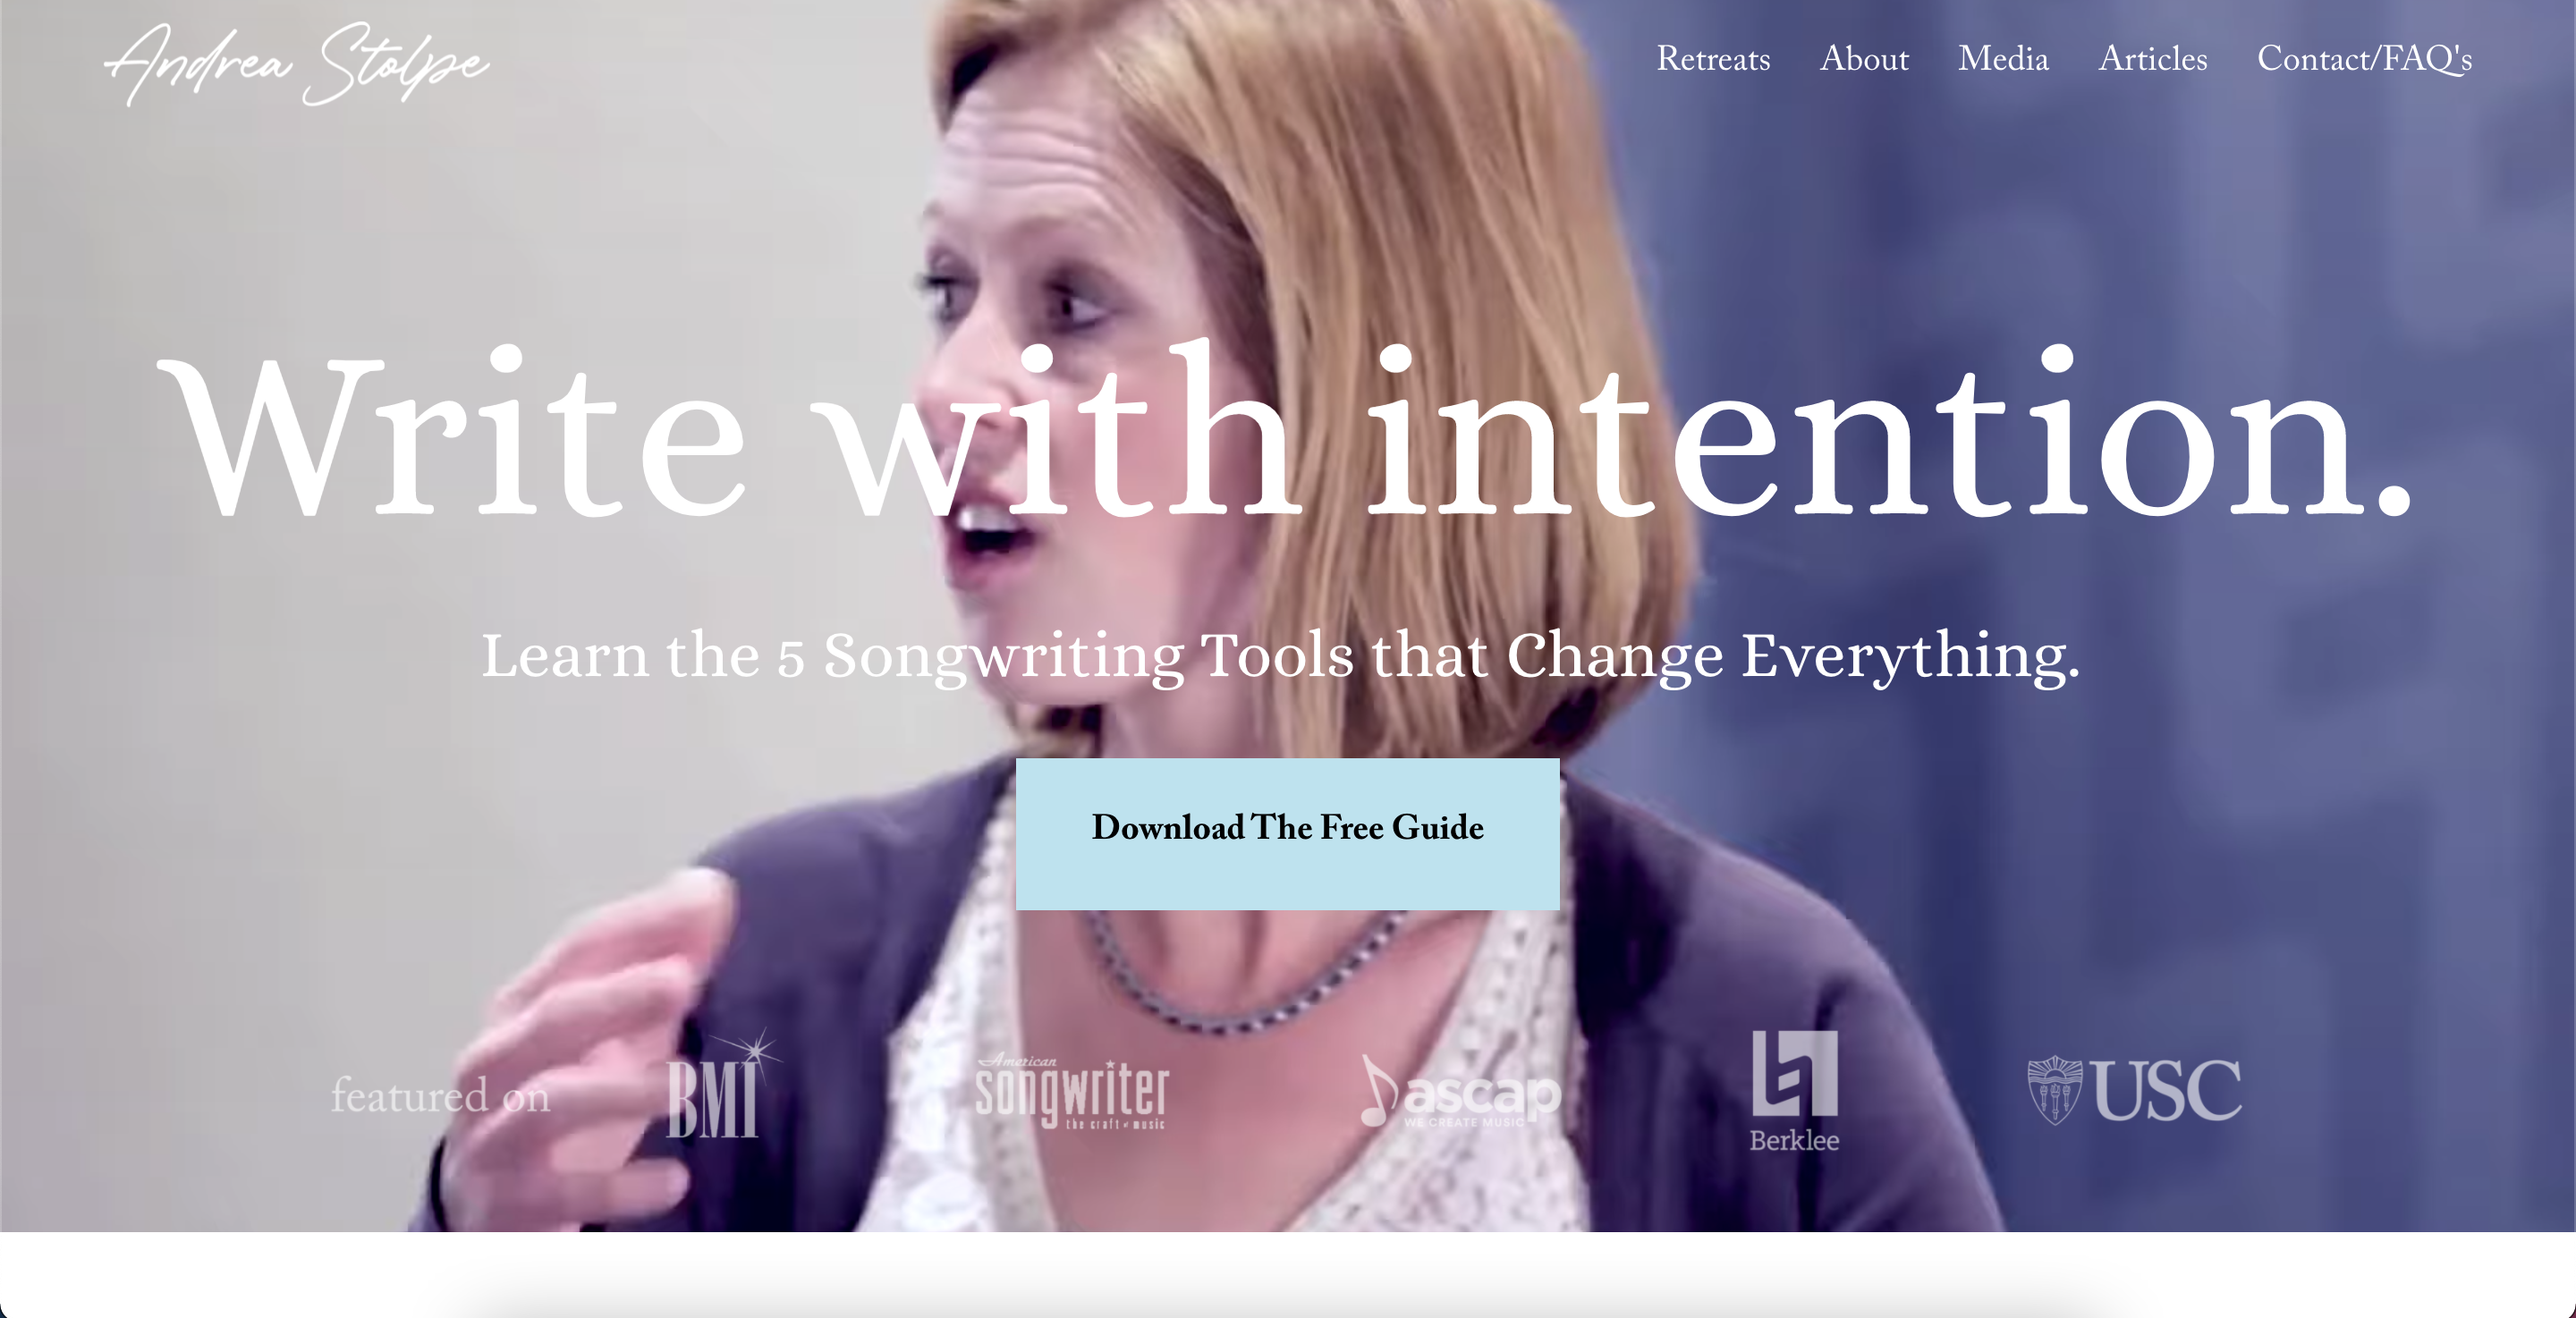 Andrea Stolpe
Retreats About Media Articles Contact/FAQ's
Write with intention.
Learn the 5 Songwriting Tools that Change Everything.
Download The Free Guide
featured on
BMI
American
songwriter
the craft of music
ascap
WE CREATE MUSIC
Berklee
USC